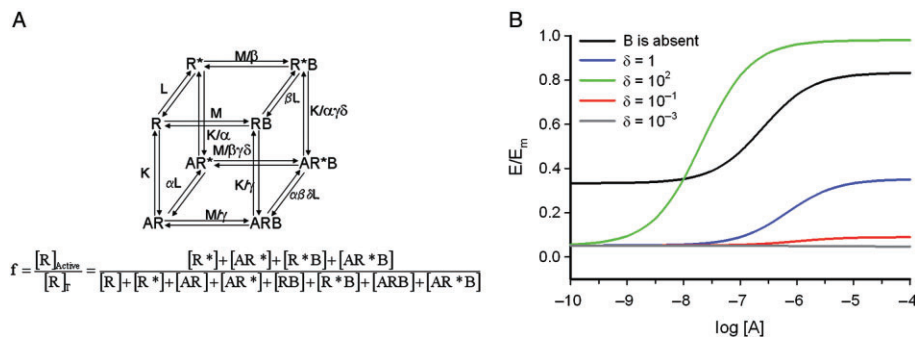 A
R*
M/β
R*B
L
βL
M
K/αγδ
R
RB
K/α
M/βγδ
AR*
AR*B
K
αL
K/γ
αβδL
M/γ
AR
ARB
f = [R]Active / [R]T = [R*]+[AR*]+[R*B]+[AR*B] / [R]+[R*]+[AR]+[AR*]+[RB]+[R*B]+[ARB]+[AR*B]
B
B is absent
δ = 1
δ = 10²
δ = 10⁻¹
δ = 10⁻³
1.0
0.8
0.6
0.4
0.2
0.0
E/Em
–10
–9
–8
–7
–6
–5
–4
log [A]